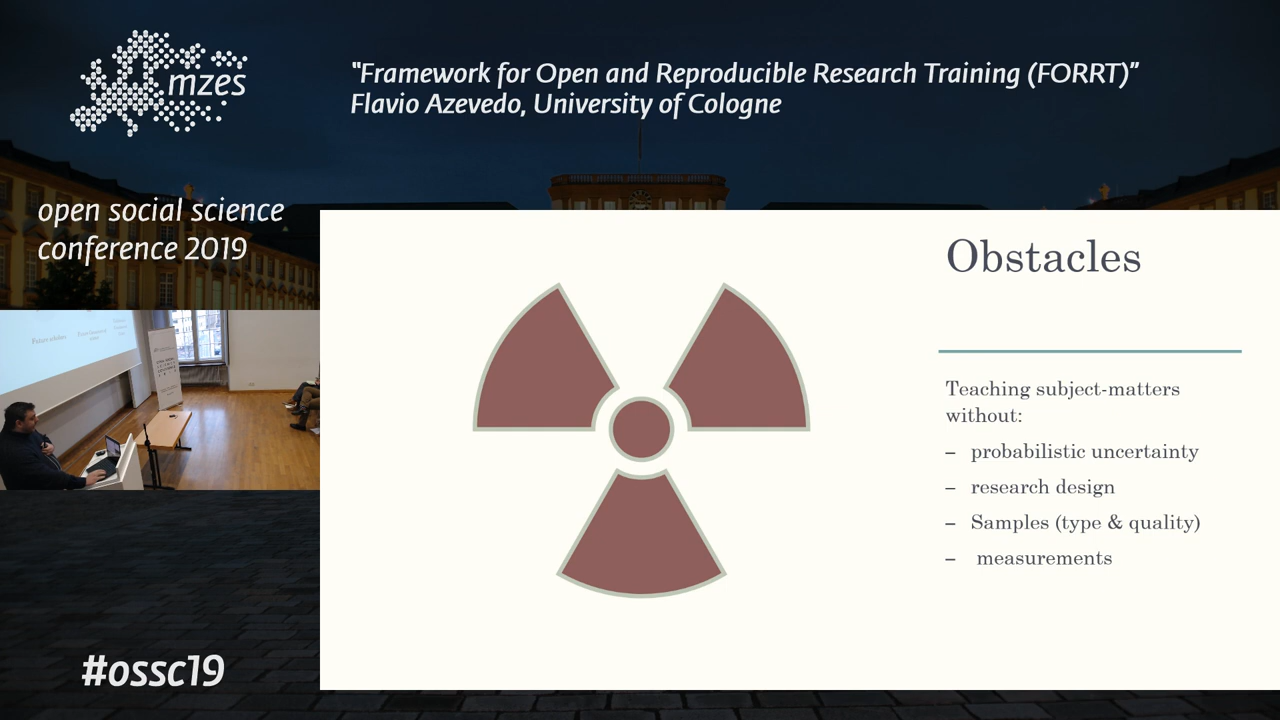 mzes
“Framework for Open and Reproducible Research Training (FORRT)”
Flavio Azevedo, University of Cologne
open social science
conference 2019
Obstacles
Teaching subject-matters
without:
– probabilistic uncertainty
– research design
– Samples (type & quality)
– measurements
#ossc19